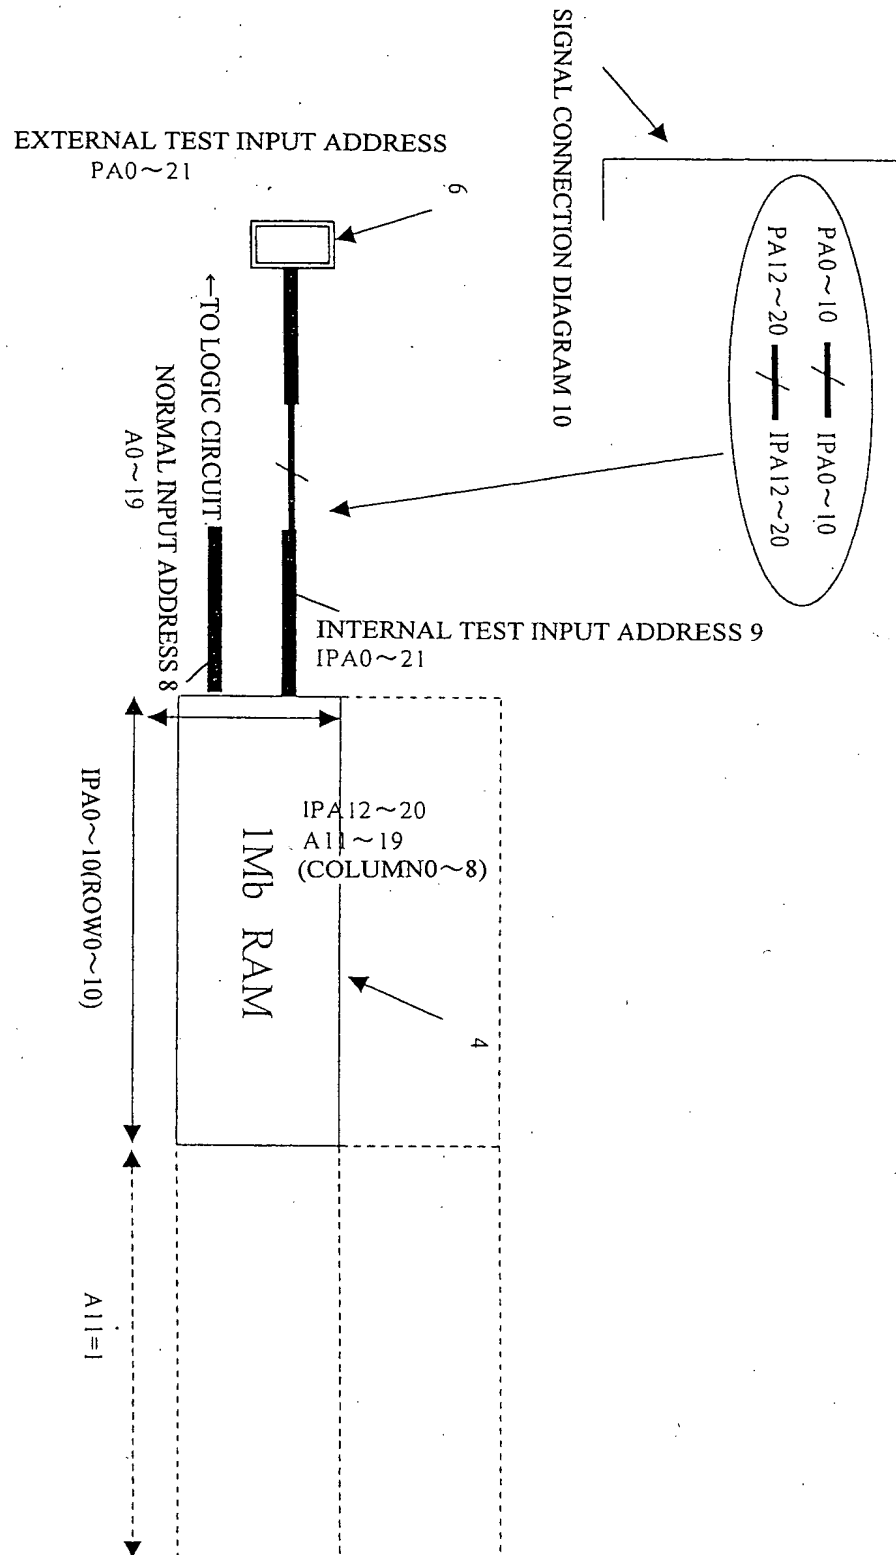 SIGNAL CONNECTION DIAGRAM 10
PA0~10 IPA0~10
PA12~20 IPA12~20
EXTERNAL TEST INPUT ADDRESS
PA0~21
6
←TO LOGIC CIRCUIT
NORMAL INPUT ADDRESS 8
A0~19
INTERNAL TEST INPUT ADDRESS 9
IPA0~21
IPA12~20
A11~19
(COLUMN0~8)
1Mb RAM
IPA0~10(ROW0~10)
4
A11=1